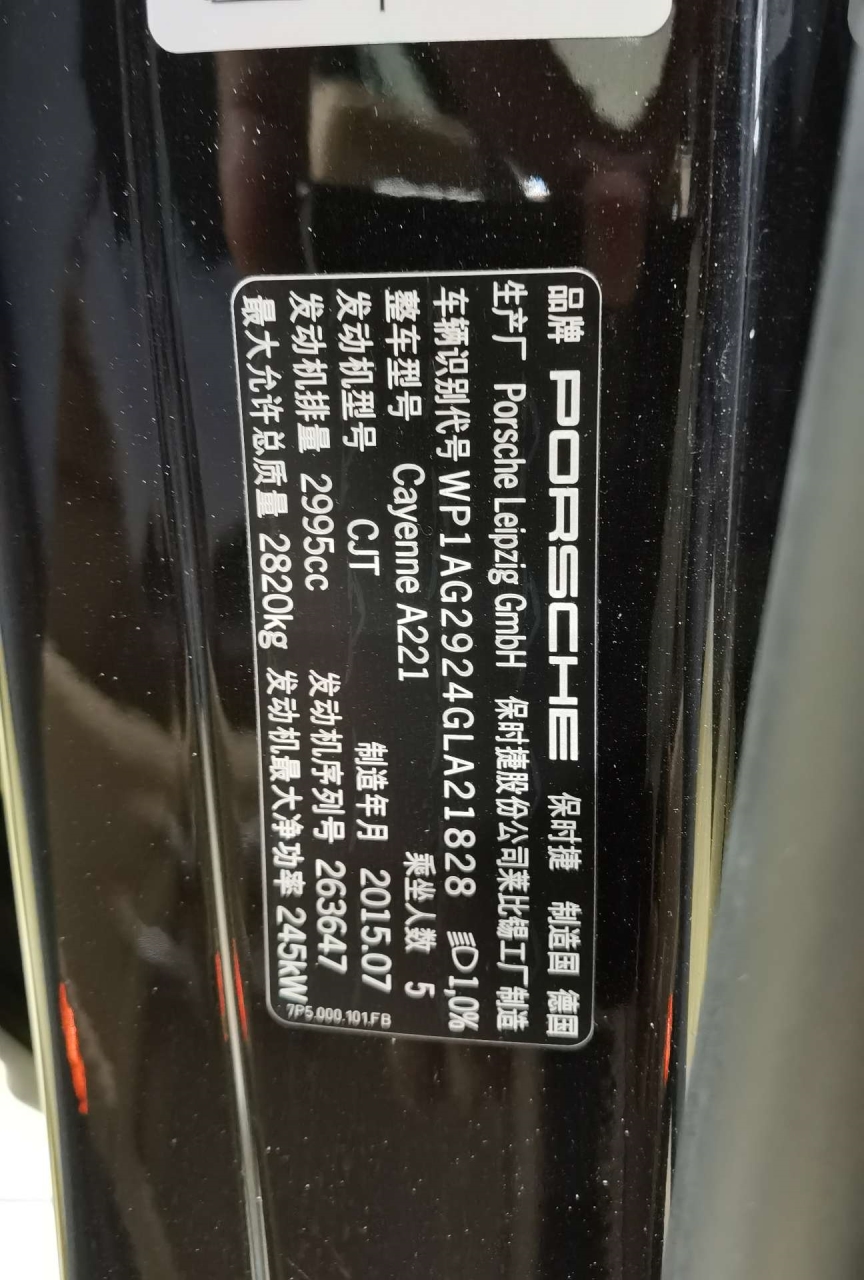 品牌 PORSCHE 保时捷 制造国 德国
生产厂 Porsche Leipzig GmbH 保时捷股份公司莱比锡工厂制造
车辆识别代号 WP1AG2924GLA21828 1,0%
整车型号 Cayenne A221 乘坐人数 5
发动机型号 CJT 制造年月 2015.07
发动机排量 2995cc 发动机序列号 263647
最大允许总质量 2820kg 发动机最大净功率 245kW
7P5.000.101.FB